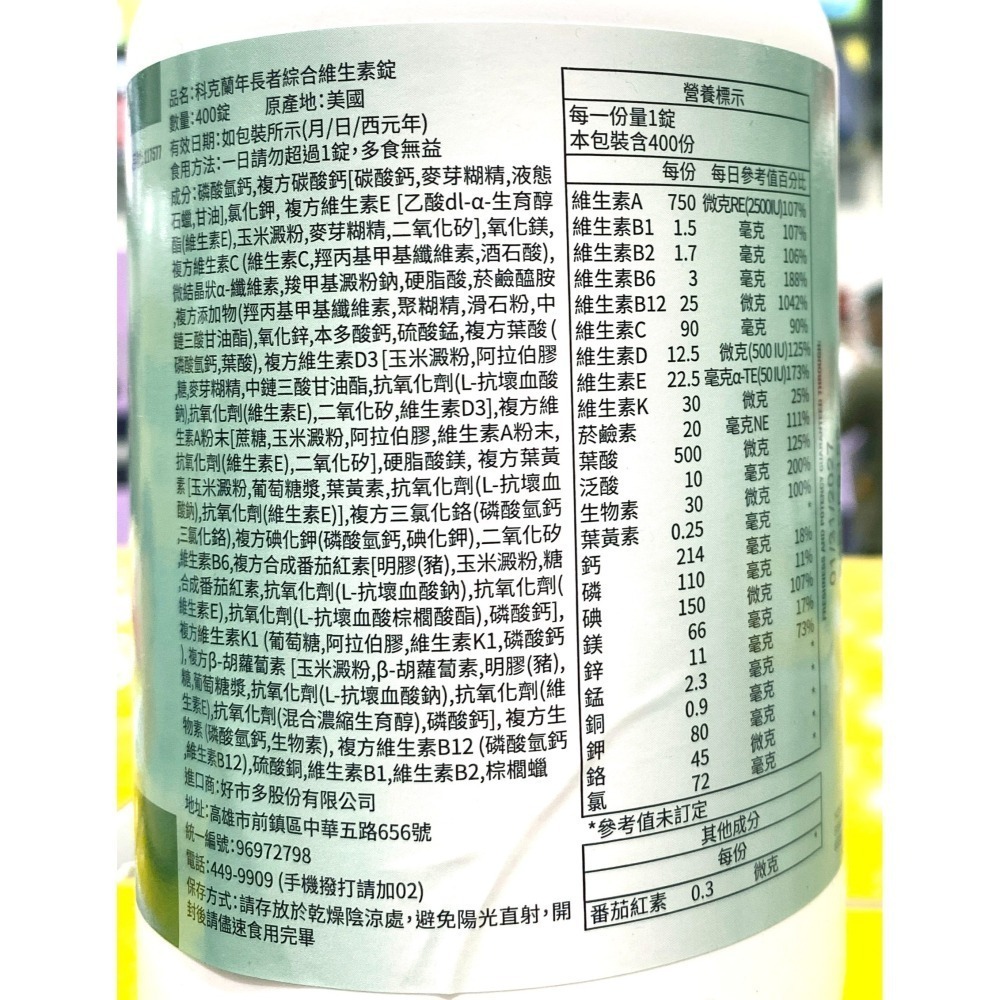 品名:科克蘭年長者綜合維生素錠
數量:400錠 原產地:美國
有效日期:如包裝所示(月/日/西元年)
食用方法:一日請勿超過1錠,多食無益
成分:磷酸氫鈣,複方碳酸鈣[碳酸鈣,麥芽糊精,液態
石蠟,甘油],氯化鉀, 複方維生素E [乙酸dl-α-生育醇
酯(維生素E),玉米澱粉,麥芽糊精,二氧化矽],氧化鎂,
複方維生素C (維生素C,羥丙基甲基纖維素,酒石酸),
微結晶狀α-纖維素,羧甲基澱粉鈉,硬脂酸,菸鹼醯胺
,複方添加物(羥丙基甲基纖維素,聚糊精,滑石粉,中
鏈三酸甘油酯),氧化鋅,本多酸鈣,硫酸錳,複方葉酸 (
磷酸氫鈣,葉酸),複方維生素D3 [玉米澱粉,阿拉伯膠
,糖,麥芽糊精,中鏈三酸甘油酯,抗氧化劑(L-抗壞血酸
鈉),抗氧化劑(維生素E),二氧化矽,維生素D3],複方維
生素A粉末[蔗糖,玉米澱粉,阿拉伯膠,維生素A粉末,
抗氧化劑(維生素E),二氧化矽],硬脂酸鎂, 複方葉黃
素 [玉米澱粉,葡萄糖漿,葉黃素,抗氧化劑(L-抗壞血
酸鈉),抗氧化劑(維生素E)],複方三氯化鉻(磷酸氫鈣
,三氯化鉻),複方碘化鉀(磷酸氫鈣,碘化鉀),二氧化矽
,維生素B6,複方合成番茄紅素[明膠(豬),玉米澱粉,糖
,合成番茄紅素,抗氧化劑(L-抗壞血酸鈉),抗氧化劑(
維生素E),抗氧化劑(L-抗壞血酸棕櫚酸酯),磷酸鈣],
複方維生素K1 (葡萄糖,阿拉伯膠,維生素K1,磷酸鈣
),複方β-胡蘿蔔素 [玉米澱粉,β-胡蘿蔔素,明膠(豬),
糖,葡萄糖漿,抗氧化劑(L-抗壞血酸鈉),抗氧化劑(維
生素E),抗氧化劑(混合濃縮生育醇),磷酸鈣], 複方生
物素 (磷酸氫鈣,生物素), 複方維生素B12 (磷酸氫鈣
,維生素B12),硫酸銅,維生素B1,維生素B2,棕櫚蠟
進口商:好市多股份有限公司
地址:高雄市前鎮區中華五路656號
統一編號:96972798
電話:449-9909 (手機撥打請加02)
保存方式:請存放於乾燥陰涼處,避免陽光直射,開
封後請儘速食用完畢
營養標示
每一份量1錠
本包裝含400份
每份 每日參考值百分比
維生素A 750 微克RE(2500IU)107%
維生素B1 1.5 毫克 107%
維生素B2 1.7 毫克 106%
維生素B6 3 毫克 188%
維生素B12 25 微克 1042%
維生素C 90 毫克 90%
維生素D 12.5 微克(500 IU)125%
維生素E 22.5 毫克α-TE(50 IU)173%
維生素K 30 微克 25%
菸鹼素 20 毫克NE 111%
葉酸 500 微克 125%
泛酸 10 毫克 200%
生物素 30 微克 100%
葉黃素 0.25 毫克 *
鈣 214 毫克 18%
磷 110 毫克 11%
碘 150 微克 107%
鎂 66 毫克 17%
鋅 11 毫克 73%
錳 2.3 毫克 *
銅 0.9 毫克 *
鉀 80 毫克 *
鉻 45 微克 *
氯 72 毫克 *
*參考值未訂定
其他成分
每份
番茄紅素 0.3 微克 *
FRESHNESS AND POTENCY GUARANTEED THROUGH:
01/31/2027